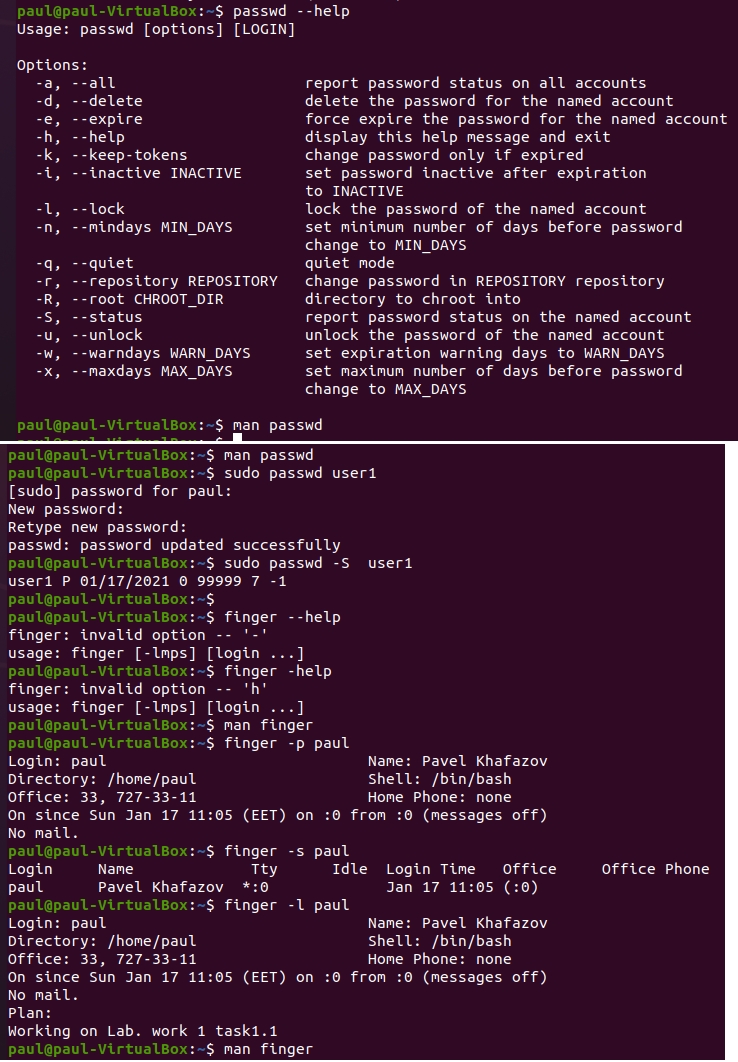 paul@paul-VirtualBox:~$ passwd --help
Usage: passwd [options] [LOGIN]
Options:
-a, --all report password status on all accounts
-d, --delete delete the password for the named account
-e, --expire force expire the password for the named account
-h, --help display this help message and exit
-k, --keep-tokens change password only if expired
-i, --inactive INACTIVE set password inactive after expiration
to INACTIVE
-l, --lock lock the password of the named account
-n, --mindays MIN_DAYS set minimum number of days before password
change to MIN_DAYS
-q, --quiet quiet mode
-r, --repository REPOSITORY change password in REPOSITORY repository
-R, --root CHROOT_DIR directory to chroot into
-S, --status report password status on the named account
-u, --unlock unlock the password of the named account
-w, --warndays WARN_DAYS set expiration warning days to WARN_DAYS
-x, --maxdays MAX_DAYS set maximum number of days before password
change to MAX_DAYS
paul@paul-VirtualBox:~$ man passwd
paul@paul-VirtualBox:~$
paul@paul-VirtualBox:~$ man passwd
paul@paul-VirtualBox:~$ sudo passwd user1
[sudo] password for paul:
New password:
Retype new password:
passwd: password updated successfully
paul@paul-VirtualBox:~$ sudo passwd -S  user1
user1 P 01/17/2021 0 99999 7 -1
paul@paul-VirtualBox:~$
paul@paul-VirtualBox:~$ finger --help
finger: invalid option -- '-'
usage: finger [-lmps] [login ...]
paul@paul-VirtualBox:~$ finger -help
finger: invalid option -- 'h'
usage: finger [-lmps] [login ...]
paul@paul-VirtualBox:~$ man finger
paul@paul-VirtualBox:~$ finger -p paul
Login: paul Name: Pavel Khafazov
Directory: /home/paul Shell: /bin/bash
Office: 33, 727-33-11 Home Phone: none
On since Sun Jan 17 11:05 (EET) on :0 from :0 (messages off)
No mail.
paul@paul-VirtualBox:~$ finger -s paul
Login Name Tty Idle Login Time Office Office Phone
paul Pavel Khafazov *:0 Jan 17 11:05 (:0)
paul@paul-VirtualBox:~$ finger -l paul
Login: paul Name: Pavel Khafazov
Directory: /home/paul Shell: /bin/bash
Office: 33, 727-33-11 Home Phone: none
On since Sun Jan 17 11:05 (EET) on :0 from :0 (messages off)
No mail.
Plan:
Working on Lab. work 1 task1.1
paul@paul-VirtualBox:~$ man finger